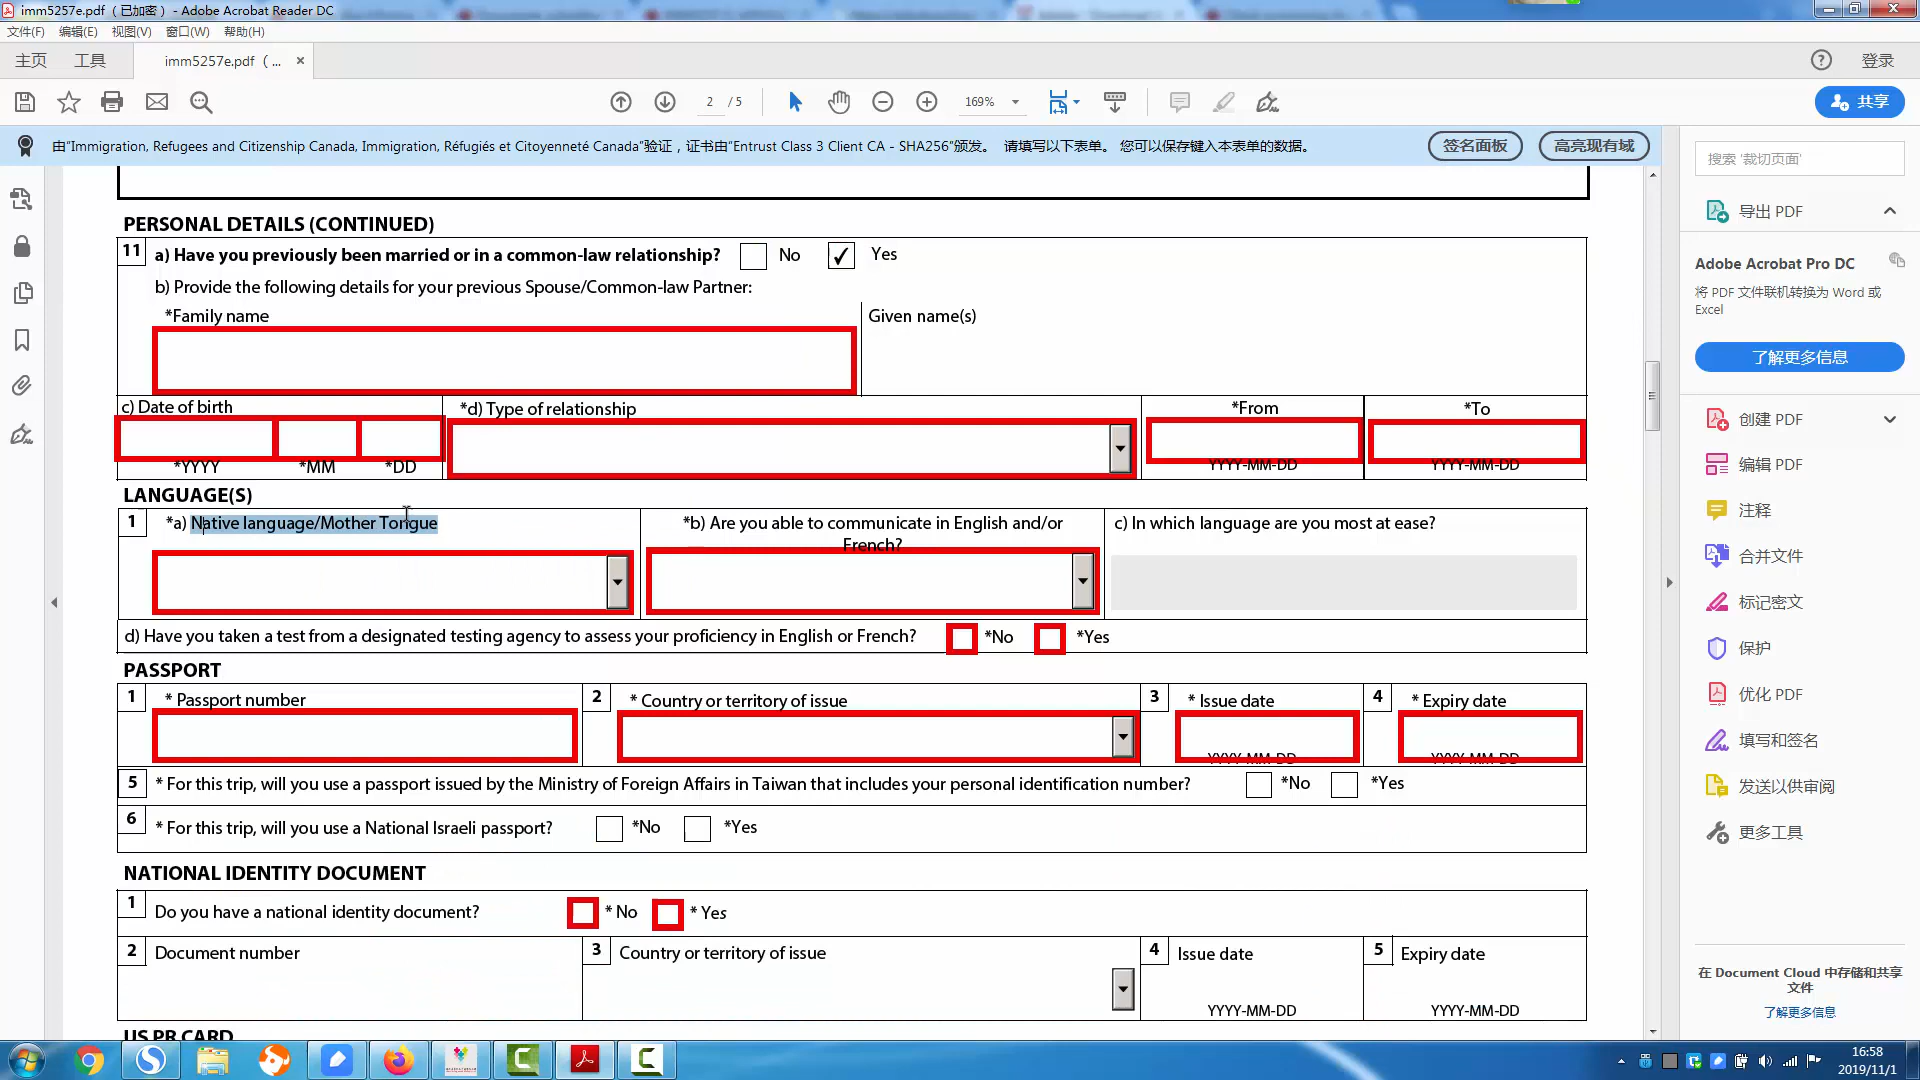 imm5257e.pdf (已加密) - Adobe Acrobat Reader DC
文件(F) 编辑(E) 视图(V) 窗口(W) 帮助(H)
主页 工具 imm5257e.pdf ( ... × 登录
2 / 5 169% 共享
由"Immigration, Refugees and Citizenship Canada, Immigration, Réfugiés et Citoyenneté Canada"验证，证书由"Entrust Class 3 Client CA - SHA256"颁发。 请填写以下表单。 您可以保存键入本表单的数据。 签名面板 高亮现有域
PERSONAL DETAILS (CONTINUED)
11 a) Have you previously been married or in a common-law relationship? No ✓ Yes
b) Provide the following details for your previous Spouse/Common-law Partner:
*Family name Given name(s)
c) Date of birth *d) Type of relationship *From *To
*YYYY *MM *DD YYYY-MM-DD YYYY-MM-DD
LANGUAGE(S)
1 *a) Native language/Mother Tongue *b) Are you able to communicate in English and/or French? c) In which language are you most at ease?
d) Have you taken a test from a designated testing agency to assess your proficiency in English or French? *No *Yes
PASSPORT
1 * Passport number 2 * Country or territory of issue 3 * Issue date 4 * Expiry date
YYYY-MM-DD YYYY-MM-DD
5 * For this trip, will you use a passport issued by the Ministry of Foreign Affairs in Taiwan that includes your personal identification number? *No *Yes
6 * For this trip, will you use a National Israeli passport? *No *Yes
NATIONAL IDENTITY DOCUMENT
1 Do you have a national identity document? * No * Yes
2 Document number 3 Country or territory of issue 4 Issue date 5 Expiry date
YYYY-MM-DD YYYY-MM-DD
US PR CARD
搜索 '裁切页面'
导出 PDF
Adobe Acrobat Pro DC
将 PDF 文件联机转换为 Word 或
Excel
了解更多信息
创建 PDF
编辑 PDF
注释
合并文件
标记密文
保护
优化 PDF
填写和签名
发送以供审阅
更多工具
在 Document Cloud 中存储和共享
文件
了解更多信息
16:58
2019/11/1